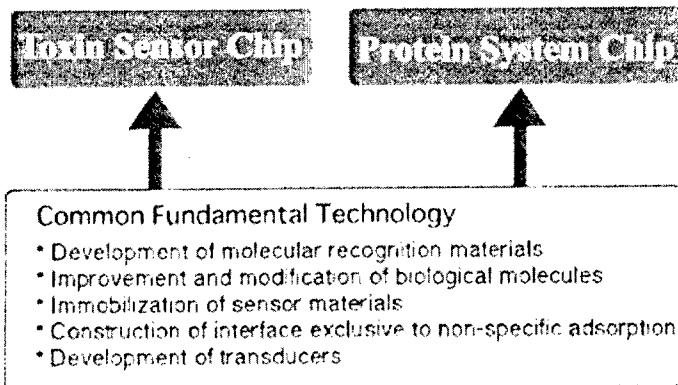 Toxin Sensor Chip
Protein System Chip
Common Fundamental Technology
* Development of molecular recognition materials
* Improvement and modification of biological molecules
* Immobilization of sensor materials
* Construction of interface exclusive to non-specific adsorption
* Development of transducers